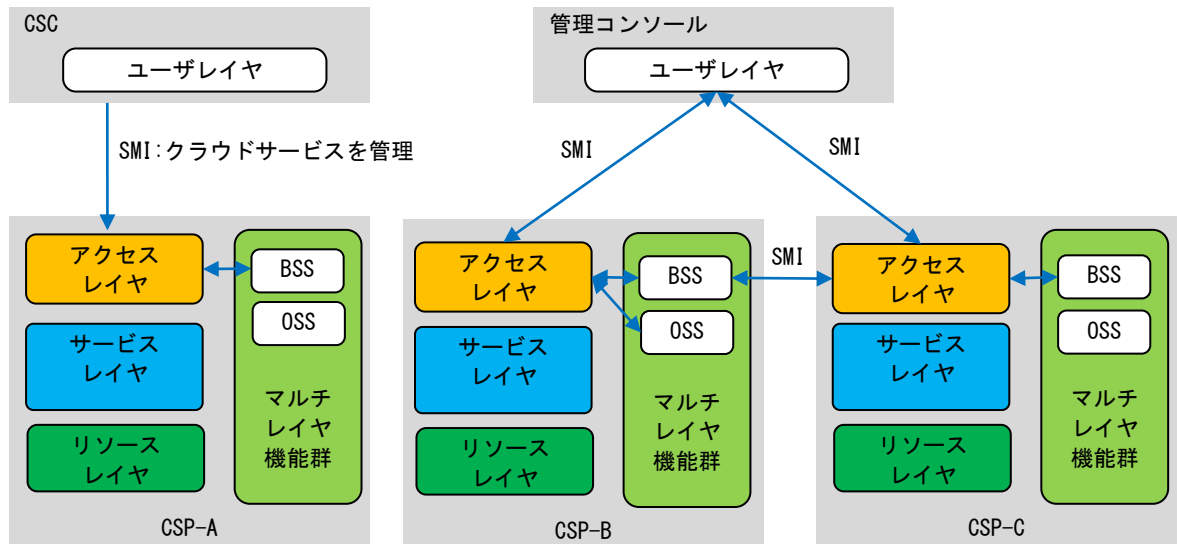 CSC
ユーザレイヤ
管理コンソール
ユーザレイヤ
SMI:クラウドサービスを管理
SMI
SMI
アクセス
レイヤ
BSS
OSS
サービス
レイヤ
マルチ
レイヤ
機能群
リソース
レイヤ
CSP-A
アクセス
レイヤ
BSS
OSS
サービス
レイヤ
マルチ
レイヤ
機能群
リソース
レイヤ
CSP-B
SMI
アクセス
レイヤ
BSS
OSS
サービス
レイヤ
マルチ
レイヤ
機能群
リソース
レイヤ
CSP-C